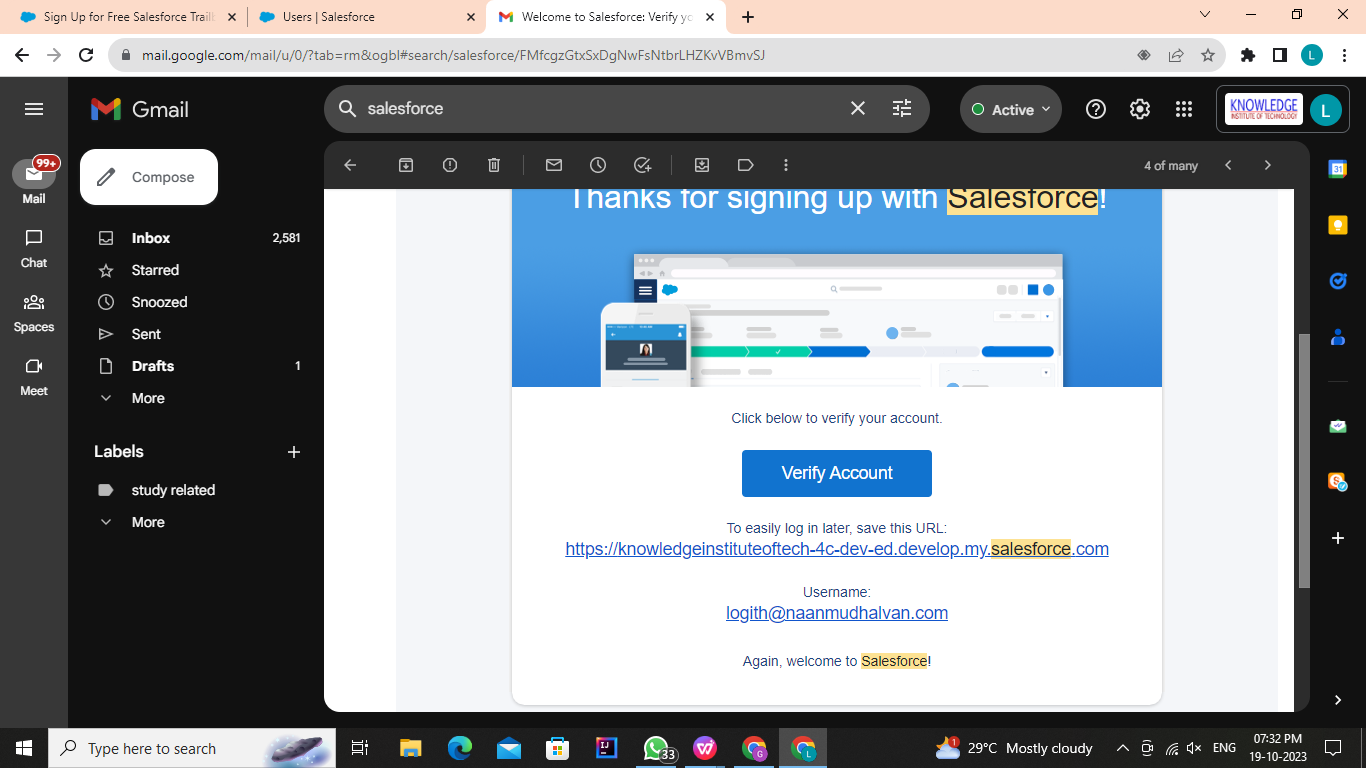 Sign Up for Free Salesforce Trailb
Users | Salesforce
Welcome to Salesforce: Verify yo
mail.google.com/mail/u/0/?tab=rm&ogbl#search/salesforce/FMfcgzGtxSxDgNwFsNtbrLHZKvVBmvSJ
L
Gmail
salesforce
Active
KNOWLEDGE
INSTITUTE OF TECHNOLOGY
L
99+
Mail
Chat
Spaces
Meet
Compose
Inbox 2,581
Starred
Snoozed
Sent
Drafts 1
More
Labels
study related
More
4 of many
31
Thanks for signing up with Salesforce!
Click below to verify your account.
Verify Account
To easily log in later, save this URL:
https://knowledgeinstituteoftech-4c-dev-ed.develop.my.salesforce.com
Username:
logith@naanmudhalvan.com
Again, welcome to Salesforce!
Type here to search
IJ
33
G
L
1
29°C Mostly cloudy
ENG
07:32 PM
19-10-2023